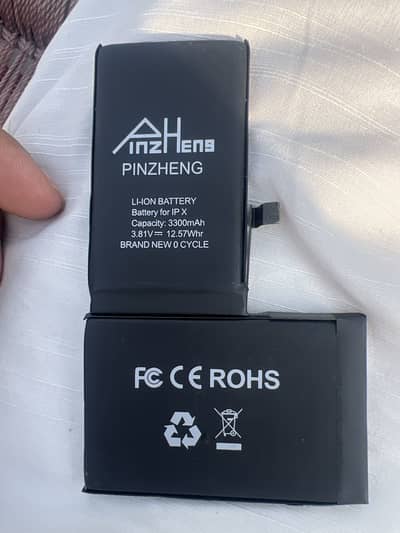 PinzHeng
PINZHENG
LI-ION BATTERY
Battery for IP X
Capacity: 3300mAh
3.81V⎓ 12.57Whr
BRAND NEW 0 CYCLE
FC CE ROHS